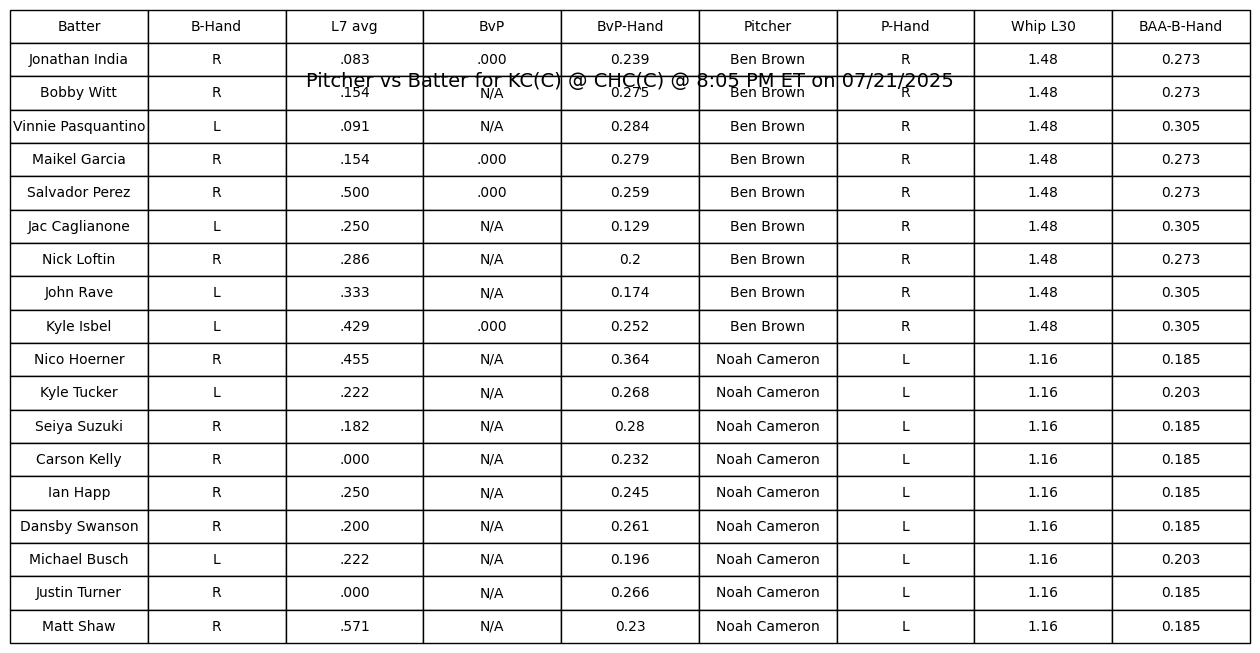 Batter B-Hand L7 avg BvP BvP-Hand Pitcher P-Hand Whip L30 BAA-B-Hand
Jonathan India R .083 .000 0.239 Ben Brown R 1.48 0.273
Pitcher vs Batter for KC(C) @ CHC(C) @ 8:05 PM ET on 07/21/2025
Bobby Witt R .154 N/A 0.275 Ben Brown R 1.48 0.273
Vinnie Pasquantino L .091 N/A 0.284 Ben Brown R 1.48 0.305
Maikel Garcia R .154 .000 0.279 Ben Brown R 1.48 0.273
Salvador Perez R .500 .000 0.259 Ben Brown R 1.48 0.273
Jac Caglianone L .250 N/A 0.129 Ben Brown R 1.48 0.305
Nick Loftin R .286 N/A 0.2 Ben Brown R 1.48 0.273
John Rave L .333 N/A 0.174 Ben Brown R 1.48 0.305
Kyle Isbel L .429 .000 0.252 Ben Brown R 1.48 0.305
Nico Hoerner R .455 N/A 0.364 Noah Cameron L 1.16 0.185
Kyle Tucker L .222 N/A 0.268 Noah Cameron L 1.16 0.203
Seiya Suzuki R .182 N/A 0.28 Noah Cameron L 1.16 0.185
Carson Kelly R .000 N/A 0.232 Noah Cameron L 1.16 0.185
Ian Happ R .250 N/A 0.245 Noah Cameron L 1.16 0.185
Dansby Swanson R .200 N/A 0.261 Noah Cameron L 1.16 0.185
Michael Busch L .222 N/A 0.196 Noah Cameron L 1.16 0.203
Justin Turner R .000 N/A 0.266 Noah Cameron L 1.16 0.185
Matt Shaw R .571 N/A 0.23 Noah Cameron L 1.16 0.185